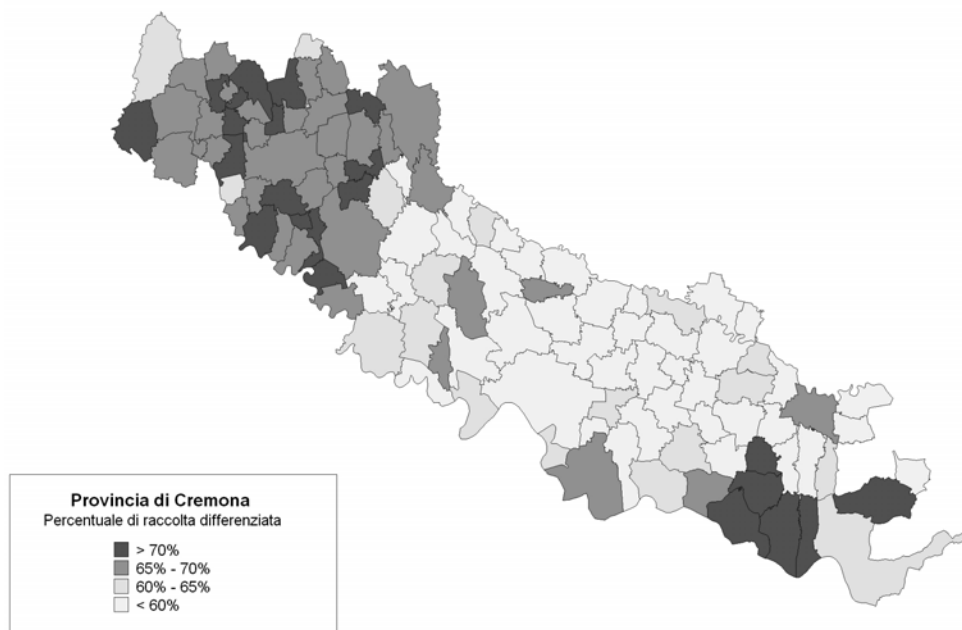 Provincia di Cremona
Percentuale di raccolta differenziata
> 70%
65% - 70%
60% - 65%
< 60%